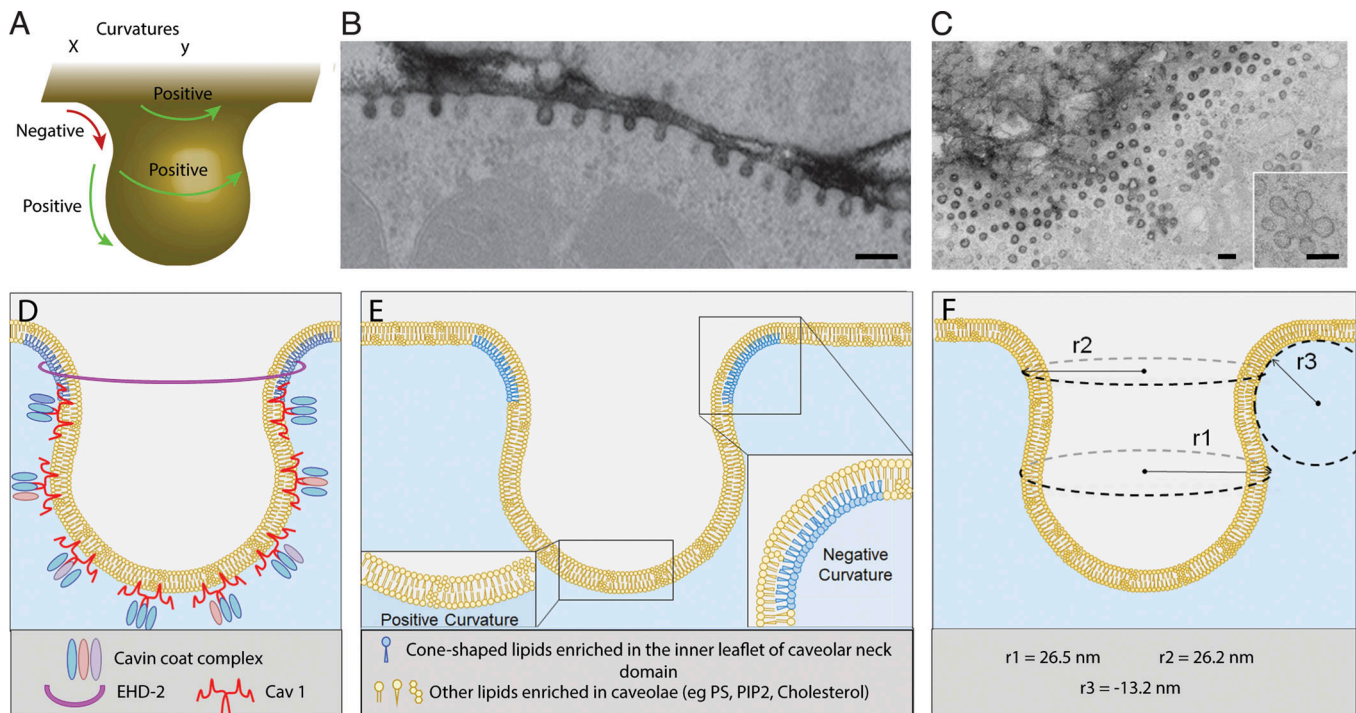 A
Curvatures
X
y
Positive
Negative
Positive
Positive
B
C
D
Cavin coat complex
EHD-2
Cav 1
E
Negative
Curvature
Positive Curvature
Cone-shaped lipids enriched in the inner leaflet of caveolar neck
domain
Other lipids enriched in caveolae (eg PS, PIP2, Cholesterol)
F
r2
r3
r1
r1 = 26.5 nm
r2 = 26.2 nm
r3 = -13.2 nm